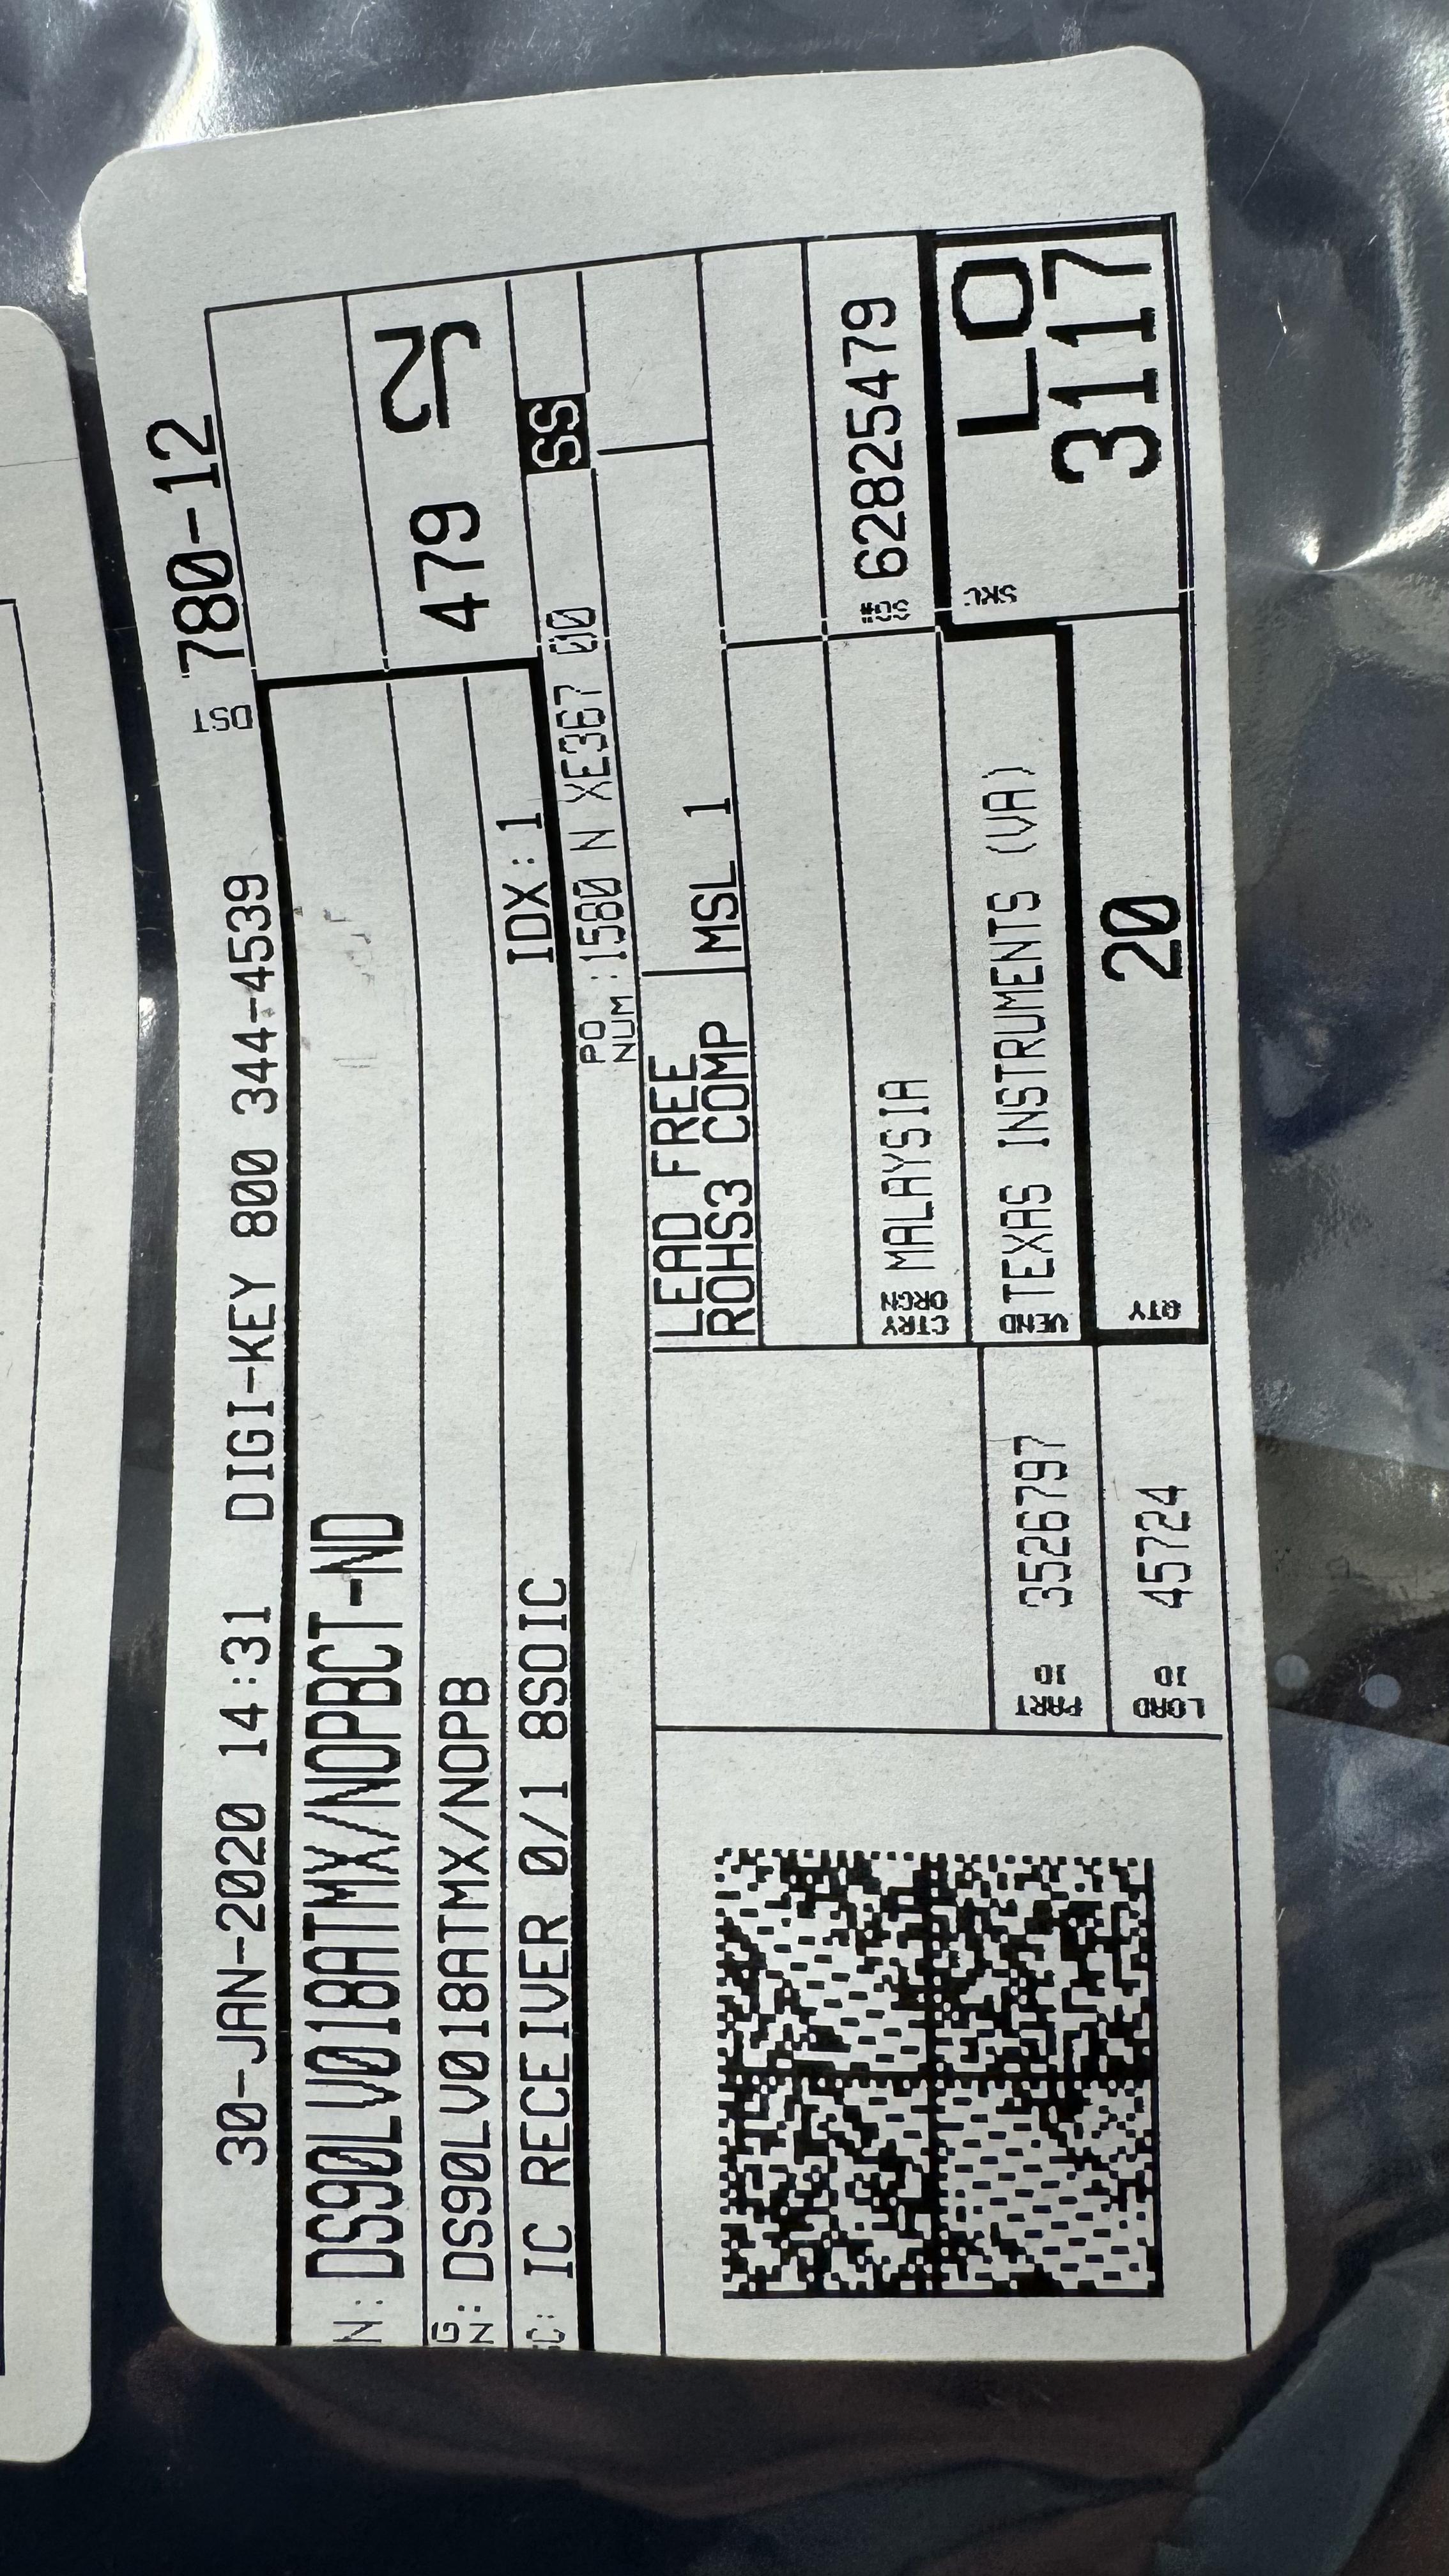 DST 780-12
30-JAN-2020 14:31 DIGI-KEY 800 344-4539
N: DS90LV018ATMX/NOPBCT-ND
479
G
N: DS90LV018ATMX/NOPB
C: IC RECEIVER 0/1 8SOIC IDX:1
SS
PO
NUM :1580 N XE367 00
LEAD FREE
ROHS3 COMP
MSL 1
CTRY
ORGN MALAYSIA
62825479
PART
ID 3526797
VEND TEXAS INSTRUMENTS (VA)
SKL: LO
3117
LOAD
ID 45724
QTY 20